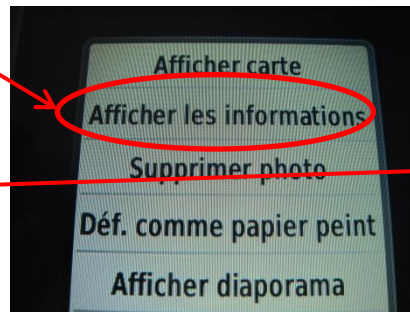 Afficher carte
Afficher les informations
Supprimer photo
Déf. comme papier peint
Afficher diaporama